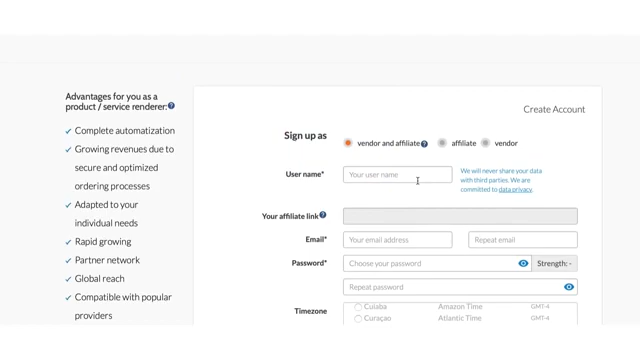 Advantages for you as a
product / service renderer:
Complete automatization
Growing revenues due to
secure and optimized
ordering processes
Adapted to your
individual needs
Rapid growing
Partner network
Global reach
Compatible with popular
providers
Create Account
Sign up as
vendor and affiliate
affiliate
vendor
User name*
Your user name
We will never share your data
with third parties. We are
committed to data privacy.
Your affiliate link
Email*
Your email address
Repeat email
Password*
Choose your password
Strength: -
Repeat password
Timezone
Cuiaba Amazon Time GMT-4
Curaçao Atlantic Time GMT-4